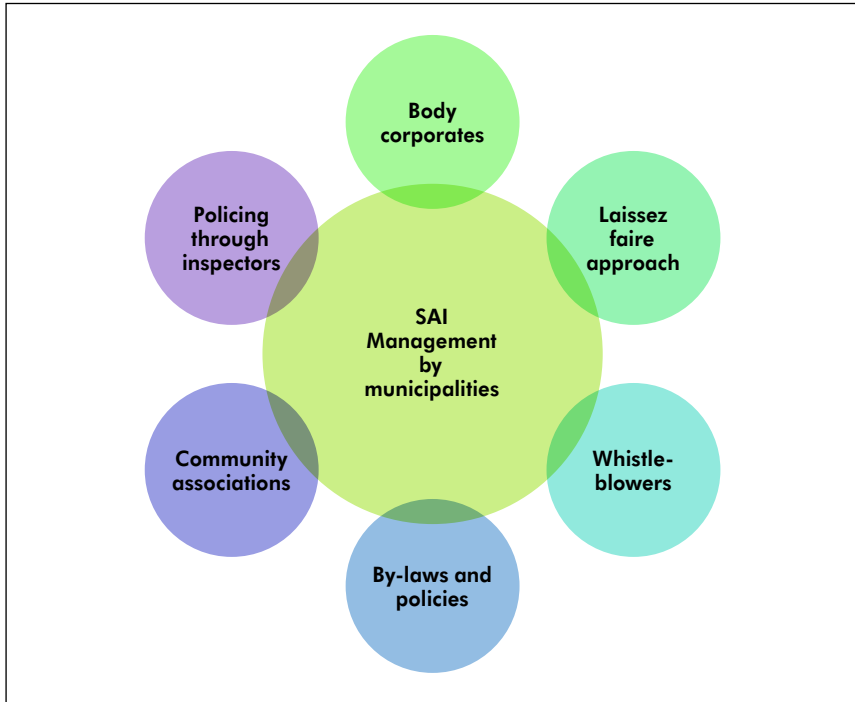 Body
corporates
Policing
through
inspectors
Laissez
faire
approach
SAI
Management
by
municipalities
Community
associations
Whistle-
blowers
By-laws and
policies